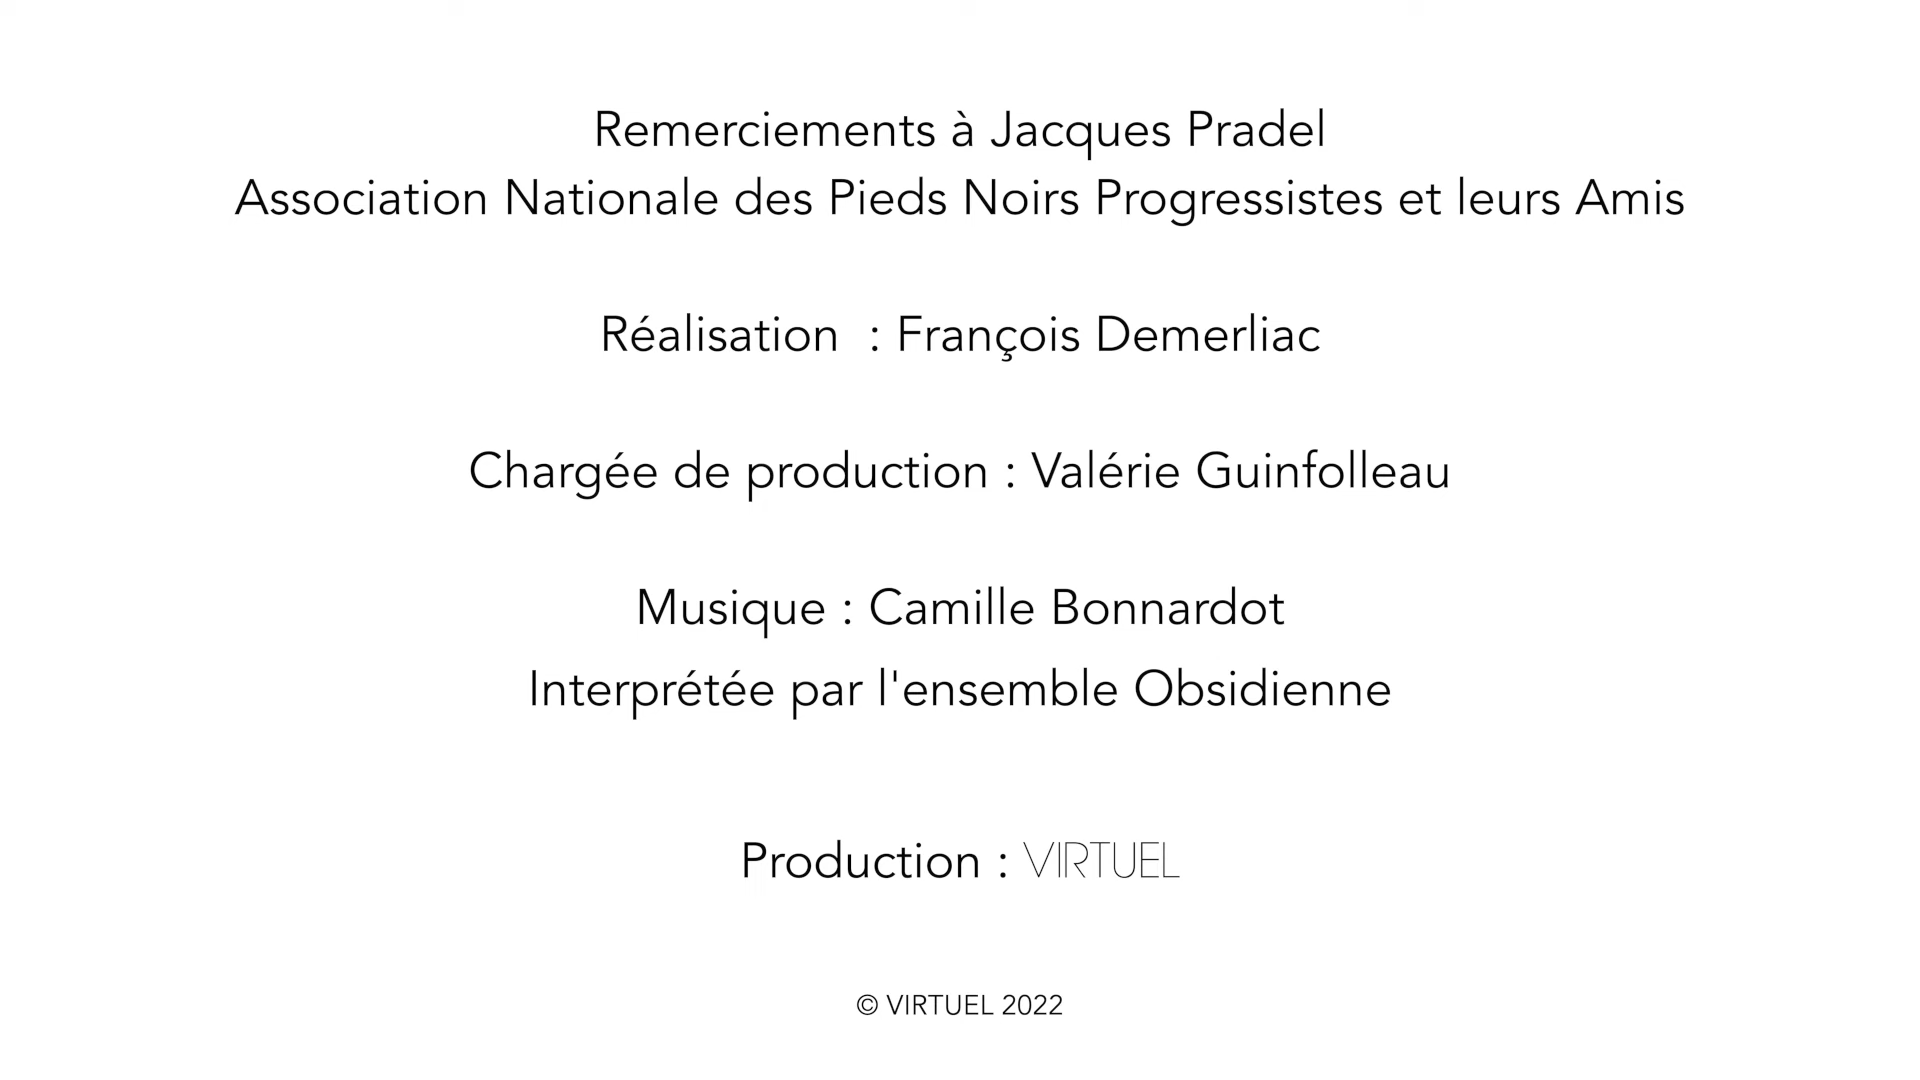 Remerciements à Jacques Pradel
Association Nationale des Pieds Noirs Progressistes et leurs Amis
Réalisation : François Demerliac
Chargée de production : Valérie Guinfolleau
Musique : Camille Bonnardot
Interprétée par l'ensemble Obsidienne
Production : VIRTUEL
© VIRTUEL 2022